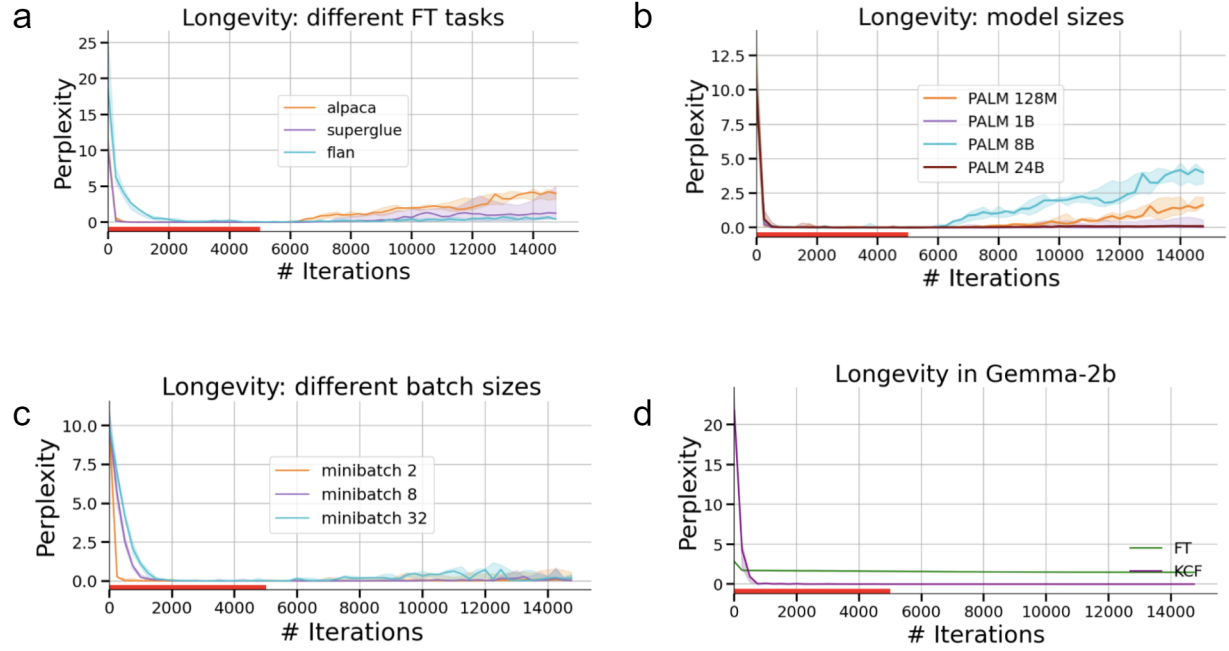 a
Longevity: different FT tasks
Perplexity
25
20
15
10
5
0
alpaca
superglue
flan
0 2000 4000 6000 8000 10000 12000 14000
# Iterations
b
Longevity: model sizes
Perplexity
12.5
10.0
7.5
5.0
2.5
0.0
PALM 128M
PALM 1B
PALM 8B
PALM 24B
0 2000 4000 6000 8000 10000 12000 14000
# Iterations
c
Longevity: different batch sizes
Perplexity
10.0
7.5
5.0
2.5
0.0
minibatch 2
minibatch 8
minibatch 32
0 2000 4000 6000 8000 10000 12000 14000
# Iterations
d
Longevity in Gemma-2b
Perplexity
20
15
10
5
0
FT
KCF
0 2000 4000 6000 8000 10000 12000 14000
# Iterations